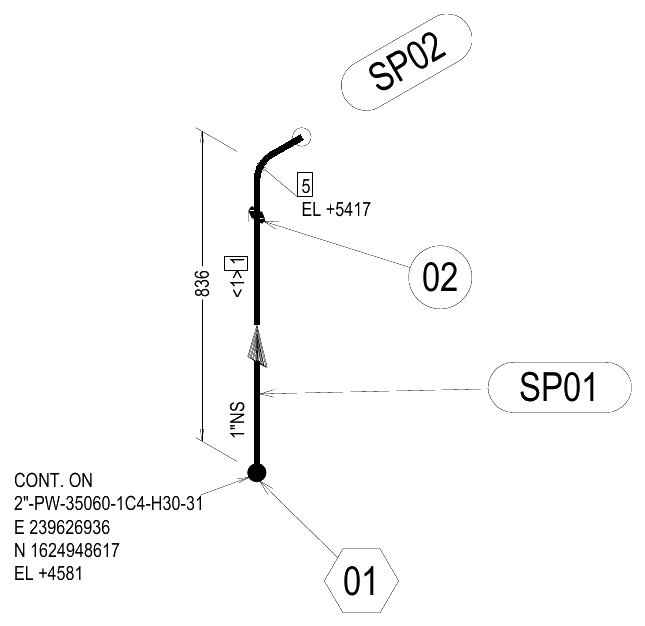 SP02
5
EL +5417
836
<1> 1
02
SP01
1"NS
CONT. ON
2"-PW-35060-1C4-H30-31
E 239626936
N 1624948617
EL +4581
01